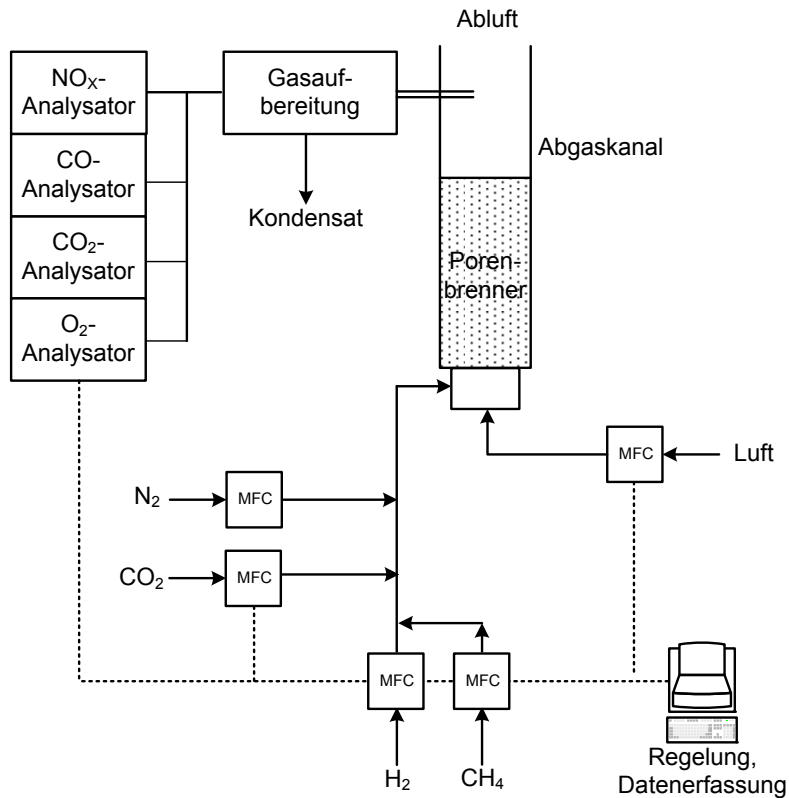 Abluft
NOX-
Analysator
CO-
Analysator
CO2-
Analysator
O2-
Analysator
Gasauf-
bereitung
Kondensat
Abgaskanal
Poren-
brenner
MFC
Luft
N2
MFC
CO2
MFC
MFC
MFC
H2
CH4
Regelung,
Datenerfassung